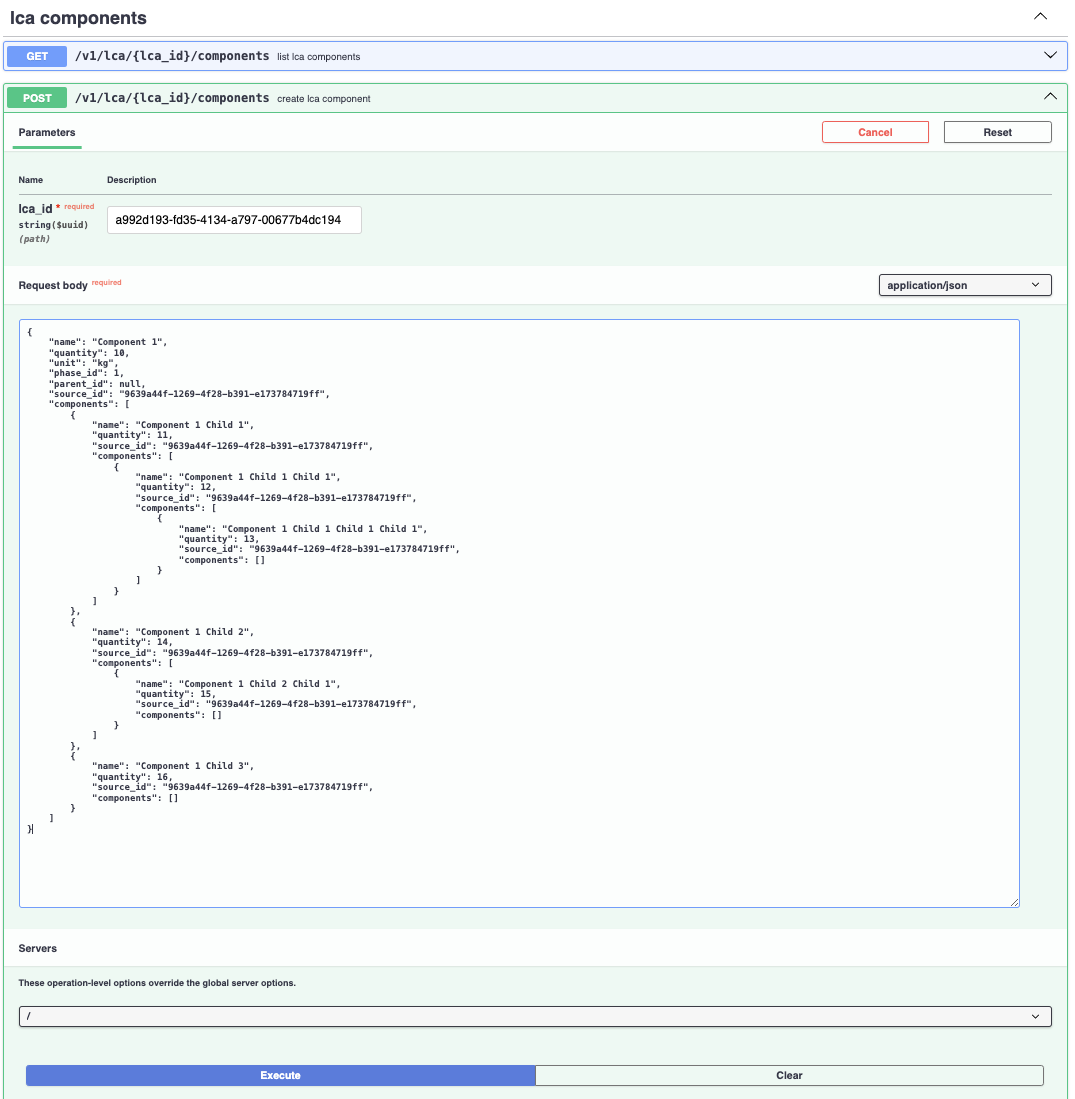 lca components
GET /v1/lca/{lca_id}/components list lca components
POST /v1/lca/{lca_id}/components create lca component
Parameters
Cancel
Reset
Name Description
lca_id * required
string($uuid)
(path)
a992d193-fd35-4134-a797-00677b4dc194
Request body required
application/json
{
    "name": "Component 1",
    "quantity": 10,
    "unit": "kg",
    "phase_id": 1,
    "parent_id": null,
    "source_id": "9639a44f-1269-4f28-b391-e173784719ff",
    "components": [
        {
            "name": "Component 1 Child 1",
            "quantity": 11,
            "source_id": "9639a44f-1269-4f28-b391-e173784719ff",
            "components": [
                {
                    "name": "Component 1 Child 1 Child 1",
                    "quantity": 12,
                    "source_id": "9639a44f-1269-4f28-b391-e173784719ff",
                    "components": [
                        {
                            "name": "Component 1 Child 1 Child 1 Child 1",
                            "quantity": 13,
                            "source_id": "9639a44f-1269-4f28-b391-e173784719ff",
                            "components": []
                        }
                    ]
                }
            ]
        },
        {
            "name": "Component 1 Child 2",
            "quantity": 14,
            "source_id": "9639a44f-1269-4f28-b391-e173784719ff",
            "components": [
                {
                    "name": "Component 1 Child 2 Child 1",
                    "quantity": 15,
                    "source_id": "9639a44f-1269-4f28-b391-e173784719ff",
                    "components": []
                }
            ]
        },
        {
            "name": "Component 1 Child 3",
            "quantity": 16,
            "source_id": "9639a44f-1269-4f28-b391-e173784719ff",
            "components": []
        }
    ]
}
Servers
These operation-level options override the global server options.
/
Execute
Clear